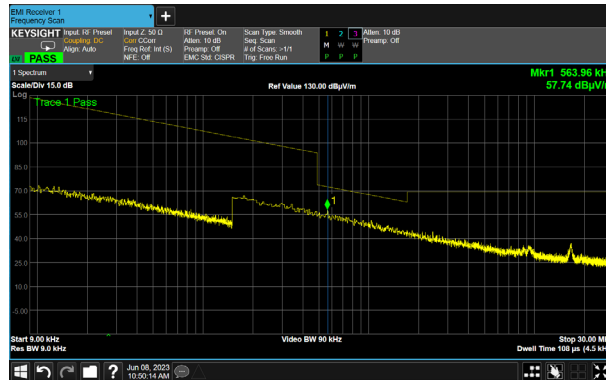 EMI Receiver 1
Frequency Scan
KEYSIGHT Input: RF Presel Input Z: 50 Ω RF Presel: On Scan Type: Smooth 1 2 3 Atten: 10 dB
Coupling: DC Corr CCorr Atten: 10 dB Seq: Scan M W W Preamp: Off
Align: Auto Freq Ref: Int (S) Preamp: Off # of Scans: >1/1 P P P
LV PASS NFE: Off EMC Std: CISPR Trig: Free Run
1 Spectrum Mkr1 563.96 kH
Scale/Div 15.0 dB Ref Value 130.00 dBµV/m 57.74 dBµV/
Log Trace 1 Pass
115
100
85.0
70.0
1
55.0
40.0
25.0
10.0
-5.00
Start 9.00 kHz Video BW 90 kHz Stop 30.00 M
Res BW 9.0 kHz Dwell Time 108 µs (4.5 kH
? Jun 08, 2023
10:50:14 AM